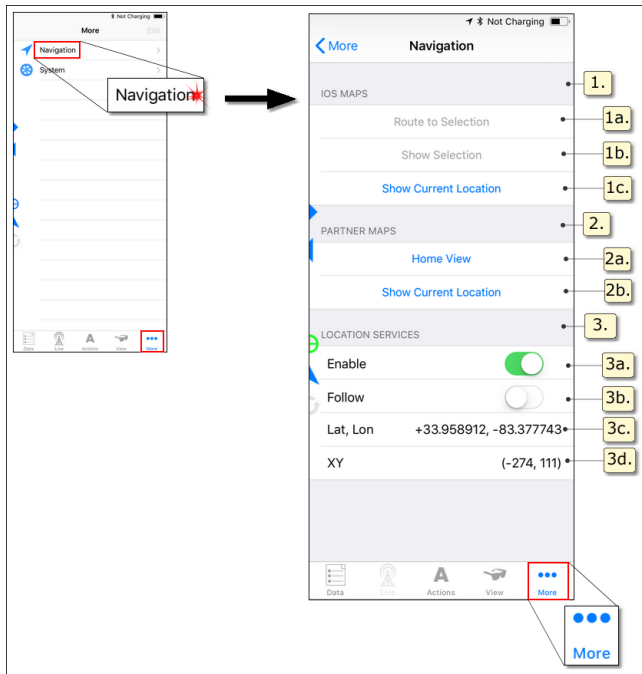 Not Charging
More Edit
Navigation
System
Navigation
Data Live Actions View More
Not Charging
More Navigation
IOS MAPS
Route to Selection
Show Selection
Show Current Location
PARTNER MAPS
Home View
Show Current Location
LOCATION SERVICES
Enable
Follow
Lat, Lon +33.958912, -83.377743
XY (-274, 111)
Data Live Actions View More
More
1.
1a.
1b.
1c.
2.
2a.
2b.
3.
3a.
3b.
3c.
3d.